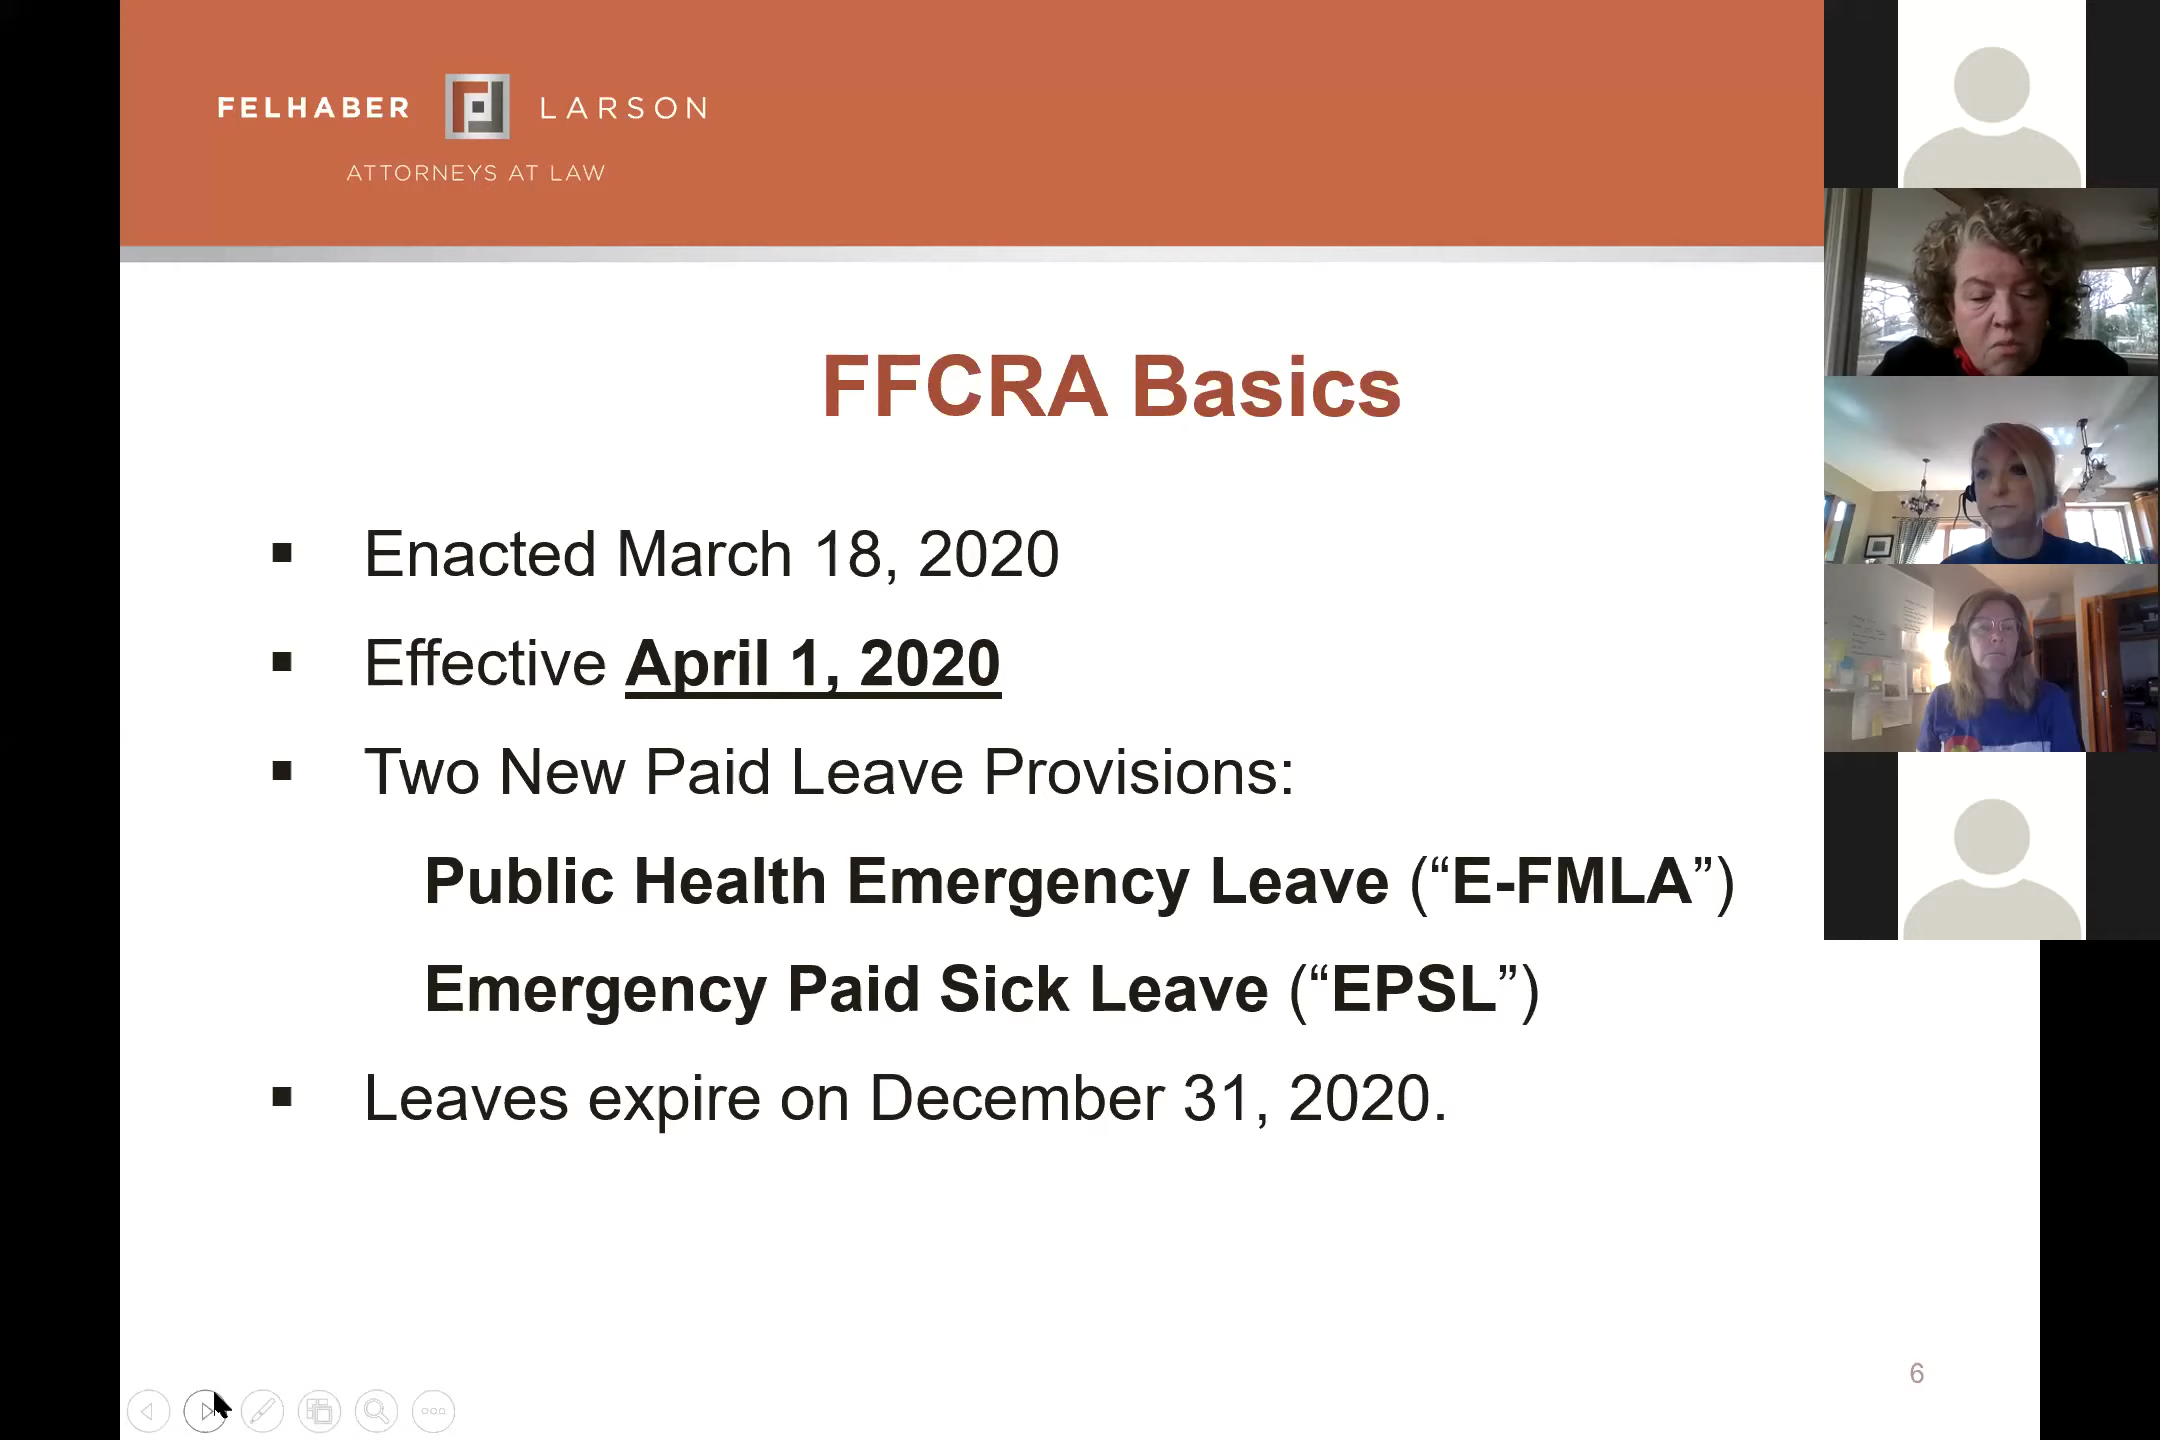 FELHABER LARSON
ATTORNEYS AT LAW
FFCRA Basics
▪ Enacted March 18, 2020
▪ Effective April 1, 2020
▪ Two New Paid Leave Provisions:
Public Health Emergency Leave (“E-FMLA”)
Emergency Paid Sick Leave (“EPSL”)
▪ Leaves expire on December 31, 2020.
6